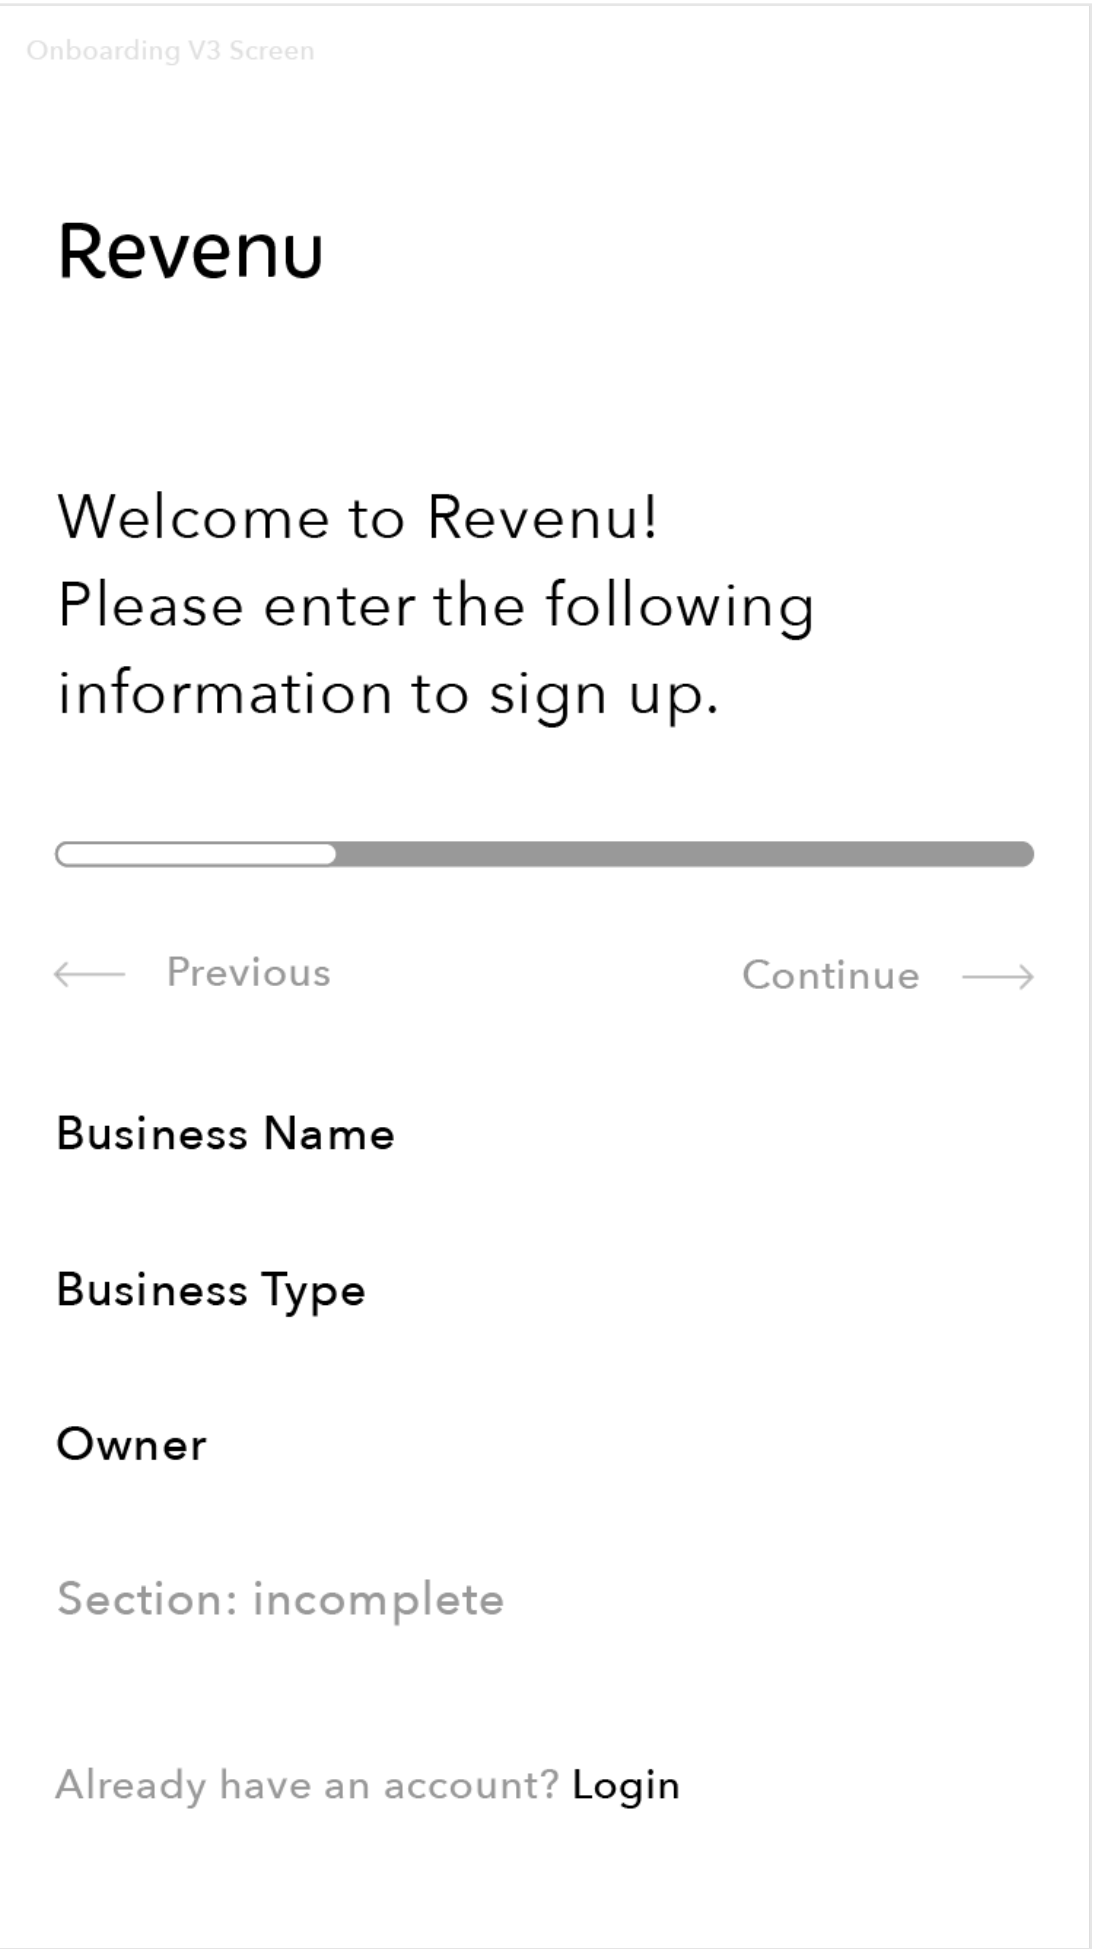 Onboarding V3 Screen
Revenu
Welcome to Revenu!
Please enter the following
information to sign up.
Previous
Continue
Business Name
Business Type
Owner
Section: incomplete
Already have an account? Login